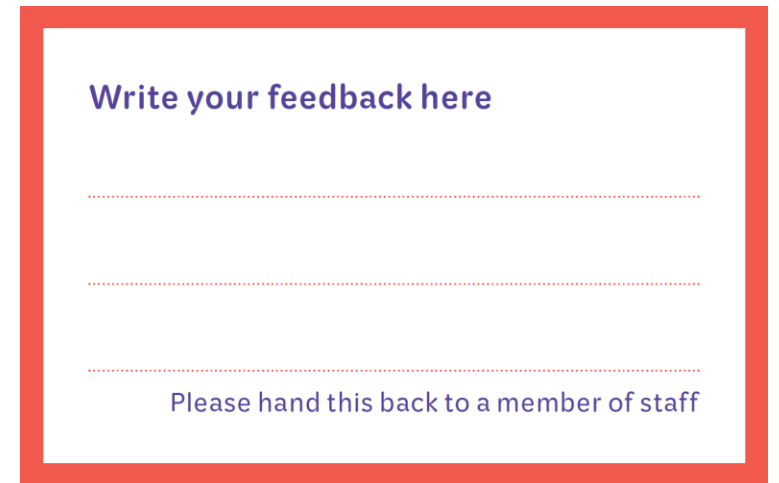 Write your feedback here
Please hand this back to a member of staff